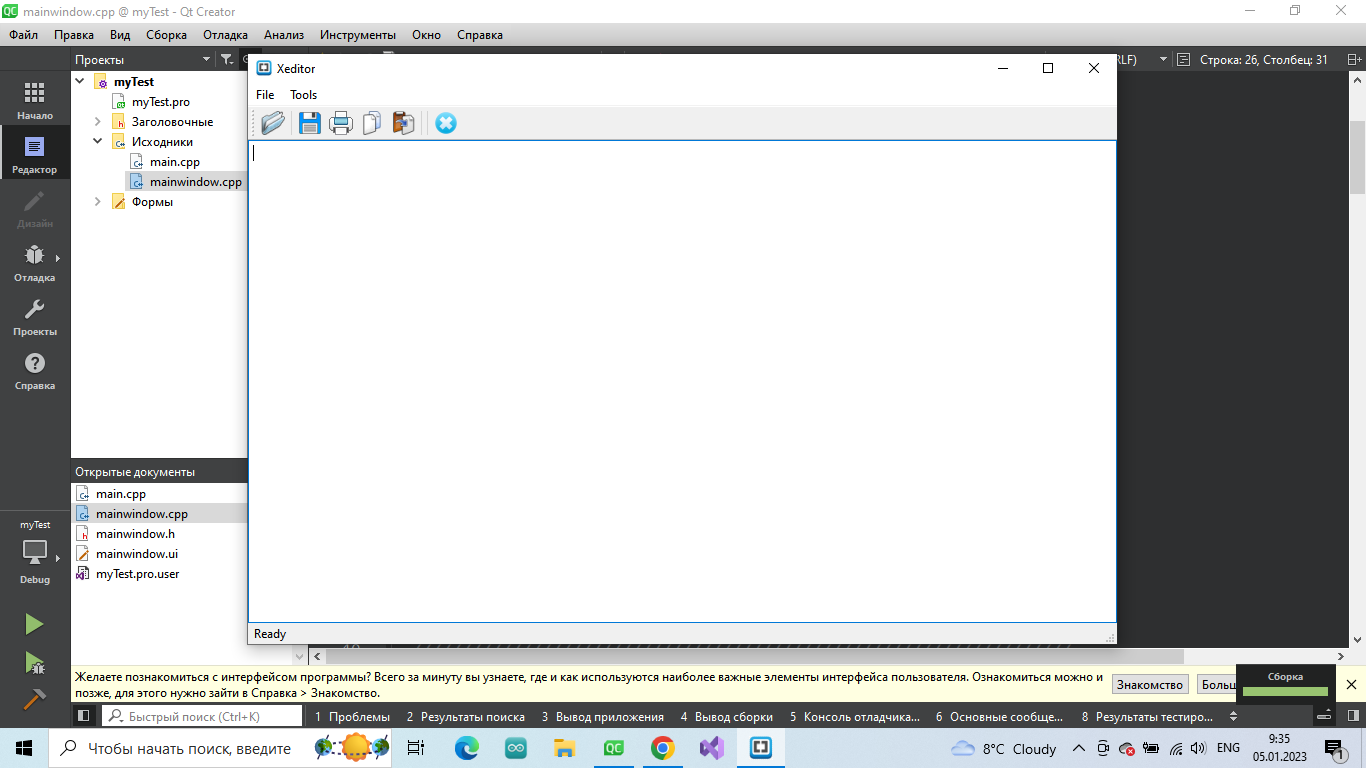 mainwindow.cpp @ myTest - Qt Creator
Файл Правка Вид Сборка Отладка Анализ Инструменты Окно Справка
Проекты
LF) Строка: 26, Столбец: 31
Начало
Редактор
Дизайн
Отладка
Проекты
Справка
myTest
Debug
myTest
myTest.pro
Заголовочные
Исходники
main.cpp
mainwindow.cpp
Формы
Открытые документы
main.cpp
mainwindow.cpp
mainwindow.h
mainwindow.ui
myTest.pro.user
Xeditor
File Tools
Ready
Желаете познакомиться с интерфейсом программы? Всего за минуту вы узнаете, где и как используются наиболее важные элементы интерфейса пользователя. Ознакомиться можно и
позже, для этого нужно зайти в Справка > Знакомство.
Знакомство Больш
Сборка
Быстрый поиск (Ctrl+K) 1 Проблемы 2 Результаты поиска 3 Вывод приложения 4 Вывод сборки 5 Консоль отладчика... 6 Основные сообще... 8 Результаты тестиро...
Чтобы начать поиск, введите
8°C Cloudy ENG 9:35
05.01.2023
1